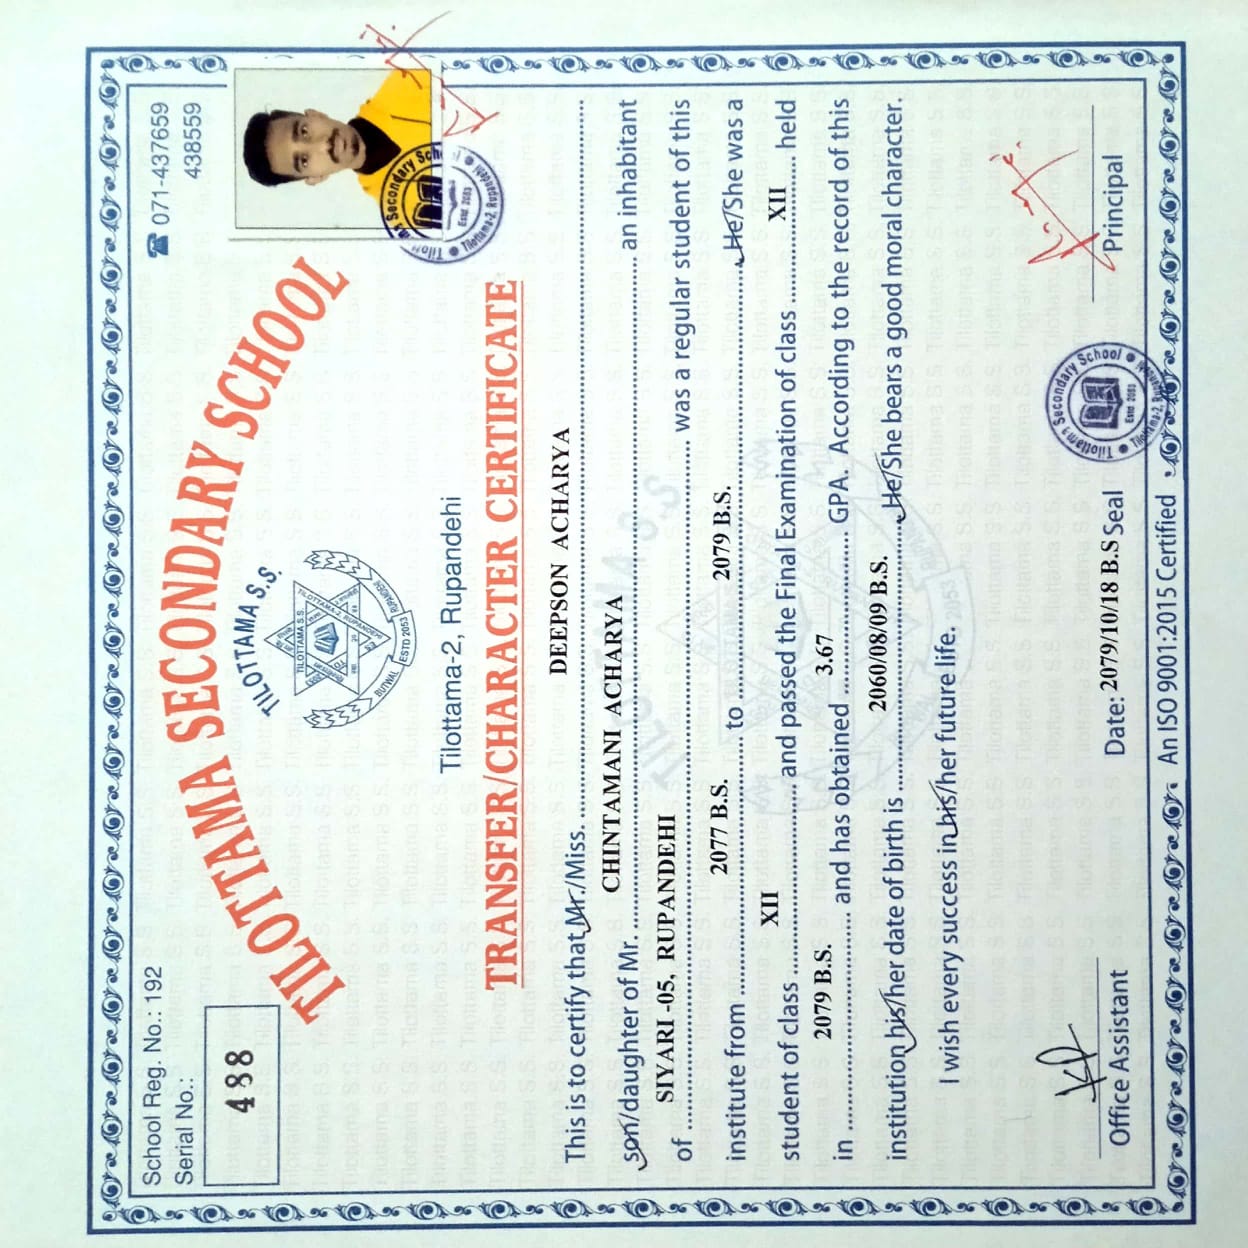 School Reg. No.: 192
Serial No.:
488
☎ 071-437659
438559
TILOTTAMA SECONDARY SCHOOL
TILOTTAMA S.S.
TILOTTAMA S.S.
BUTWAL ESTD 2053 RUPANDEHI
Tilottama-2, Rupandehi
TRANSFER/CHARACTER CERTIFICATE
This is to certify that Mr./Miss. DEEPSON ACHARYA
son/daughter of Mr. CHINTAMANI ACHARYA an inhabitant
of SIYARI -05, RUPANDEHI was a regular student of this
institute from 2077 B.S. to 2079 B.S. He/She was a
student of class XII and passed the Final Examination of class XII held
in 2079 B.S. and has obtained 3.67 GPA. According to the record of this
institution his/her date of birth is 2060/08/09 B.S. He/She bears a good moral character.
I wish every success in his/her future life.
Office Assistant
Date: 2079/10/18 B.S
Seal
Principal
Secondary School
Estd 2053
Tilottama-2, Rupandehi
An ISO 9001:2015 Certified